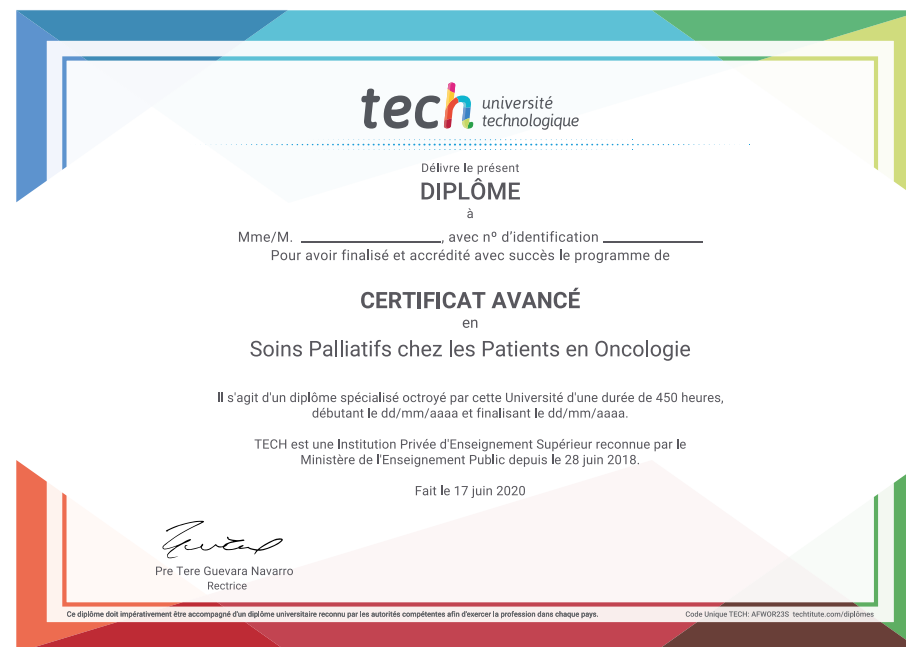 tech université
technologique
Délivre le présent
DIPLÔME
à
Mme/M. ____________________, avec nº d'identification ______________
Pour avoir finalisé et accrédité avec succès le programme de
CERTIFICAT AVANCÉ
en
Soins Palliatifs chez les Patients en Oncologie
Il s'agit d'un diplôme spécialisé octroyé par cette Université d'une durée de 450 heures,
débutant le dd/mm/aaaa et finalisant le dd/mm/aaaa.
TECH est une Institution Privée d'Enseignement Supérieur reconnue par le
Ministère de l'Enseignement Public depuis le 28 juin 2018.
Fait le 17 juin 2020
Pre Tere Guevara Navarro
Rectrice
Ce diplôme doit impérativement être accompagné d'un diplôme universitaire reconnu par les autorités compétentes afin d'exercer la profession dans chaque pays.
Code Unique TECH: AFWOR23S techtitute.com/diplômes